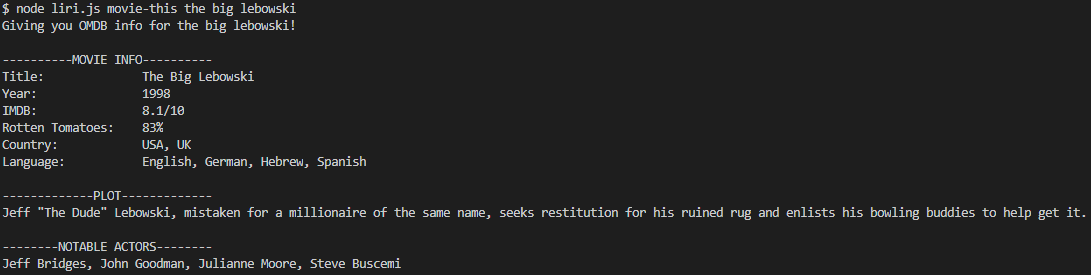 $ node liri.js movie-this the big lebowski
Giving you OMDB info for the big lebowski!
----------MOVIE INFO----------
Title: The Big Lebowski
Year: 1998
IMDB: 8.1/10
Rotten Tomatoes: 83%
Country: USA, UK
Language: English, German, Hebrew, Spanish
-------------PLOT-------------
Jeff "The Dude" Lebowski, mistaken for a millionaire of the same name, seeks restitution for his ruined rug and enlists his bowling buddies to help get it.
--------NOTABLE ACTORS--------
Jeff Bridges, John Goodman, Julianne Moore, Steve Buscemi